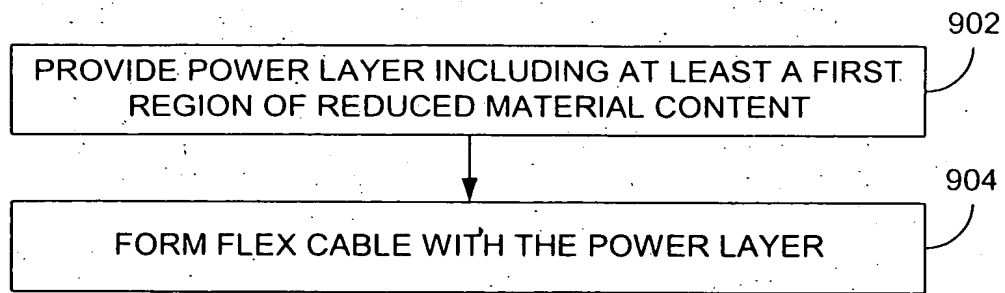 902
PROVIDE POWER LAYER INCLUDING AT LEAST A FIRST
REGION OF REDUCED MATERIAL CONTENT
904
FORM FLEX CABLE WITH THE POWER LAYER